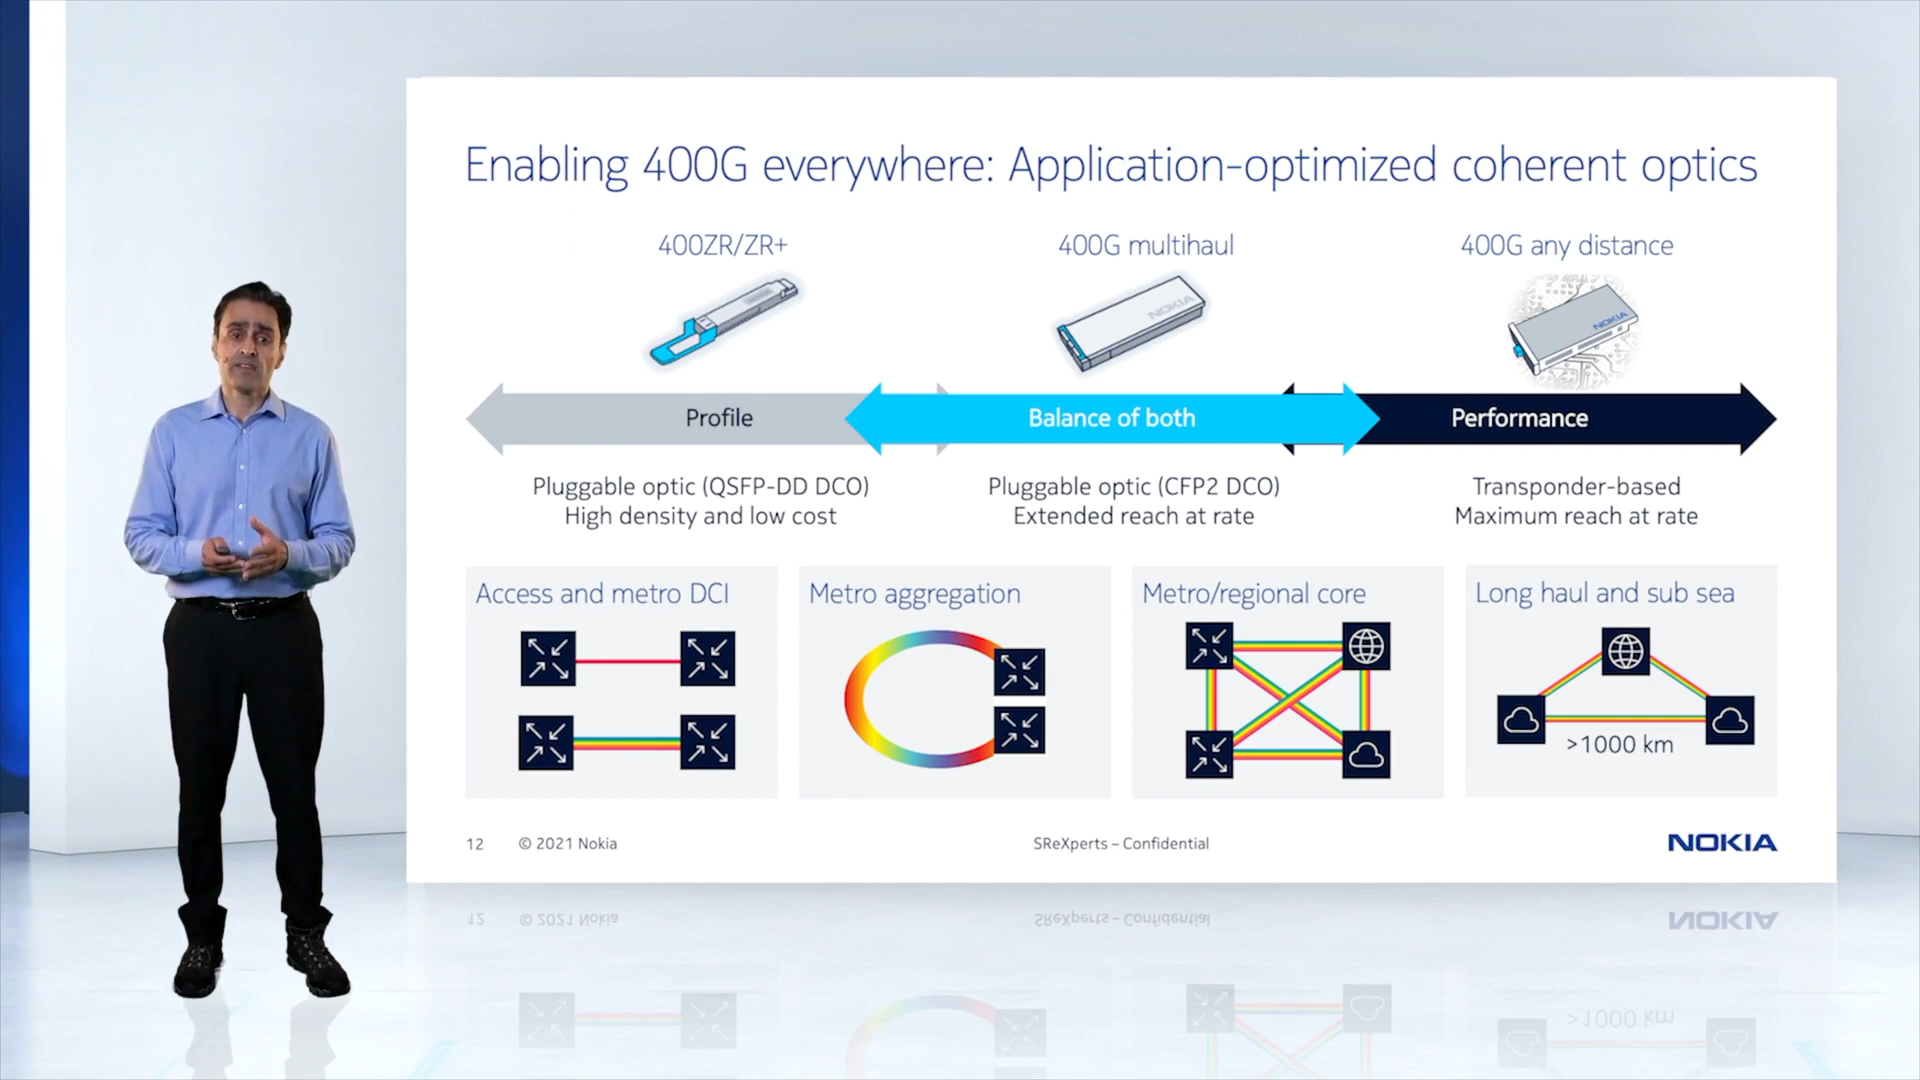 Enabling 400G everywhere: Application-optimized coherent optics
400ZR/ZR+
400G multihaul
400G any distance
NOKIA
NOKIA
Profile
Balance of both
Performance
Pluggable optic (QSFP-DD DCO)
High density and low cost
Pluggable optic (CFP2 DCO)
Extended reach at rate
Transponder-based
Maximum reach at rate
Access and metro DCI
Metro aggregation
Metro/regional core
Long haul and sub sea
>1000 km
12
© 2021 Nokia
SReXperts – Confidential
NOKIA